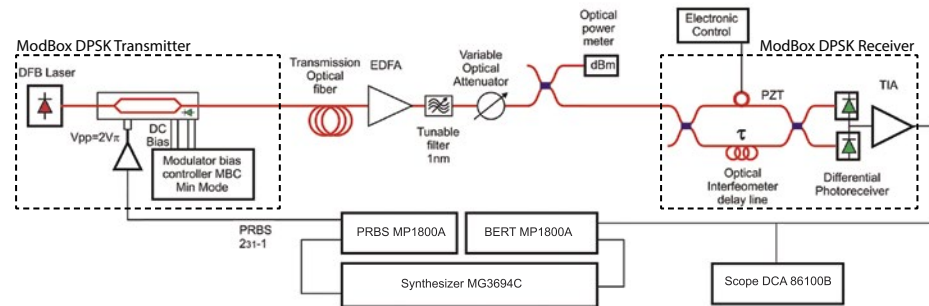 ModBox DPSK Transmitter
DFB Laser
Vpp=2Vπ
DC
Bias
Modulator bias
controller MBC
Min Mode
PRBS
231-1
Transmission
Optical
fiber
EDFA
Tunable
filter
1nm
Variable
Optical
Attenuator
Optical
power
meter
dBm
Electronic
Control
ModBox DPSK Receiver
PZT
τ
Optical
Interfeometer
delay line
TIA
Differential
Photoreceiver
PRBS MP1800A
BERT MP1800A
Synthesizer MG3694C
Scope DCA 86100B